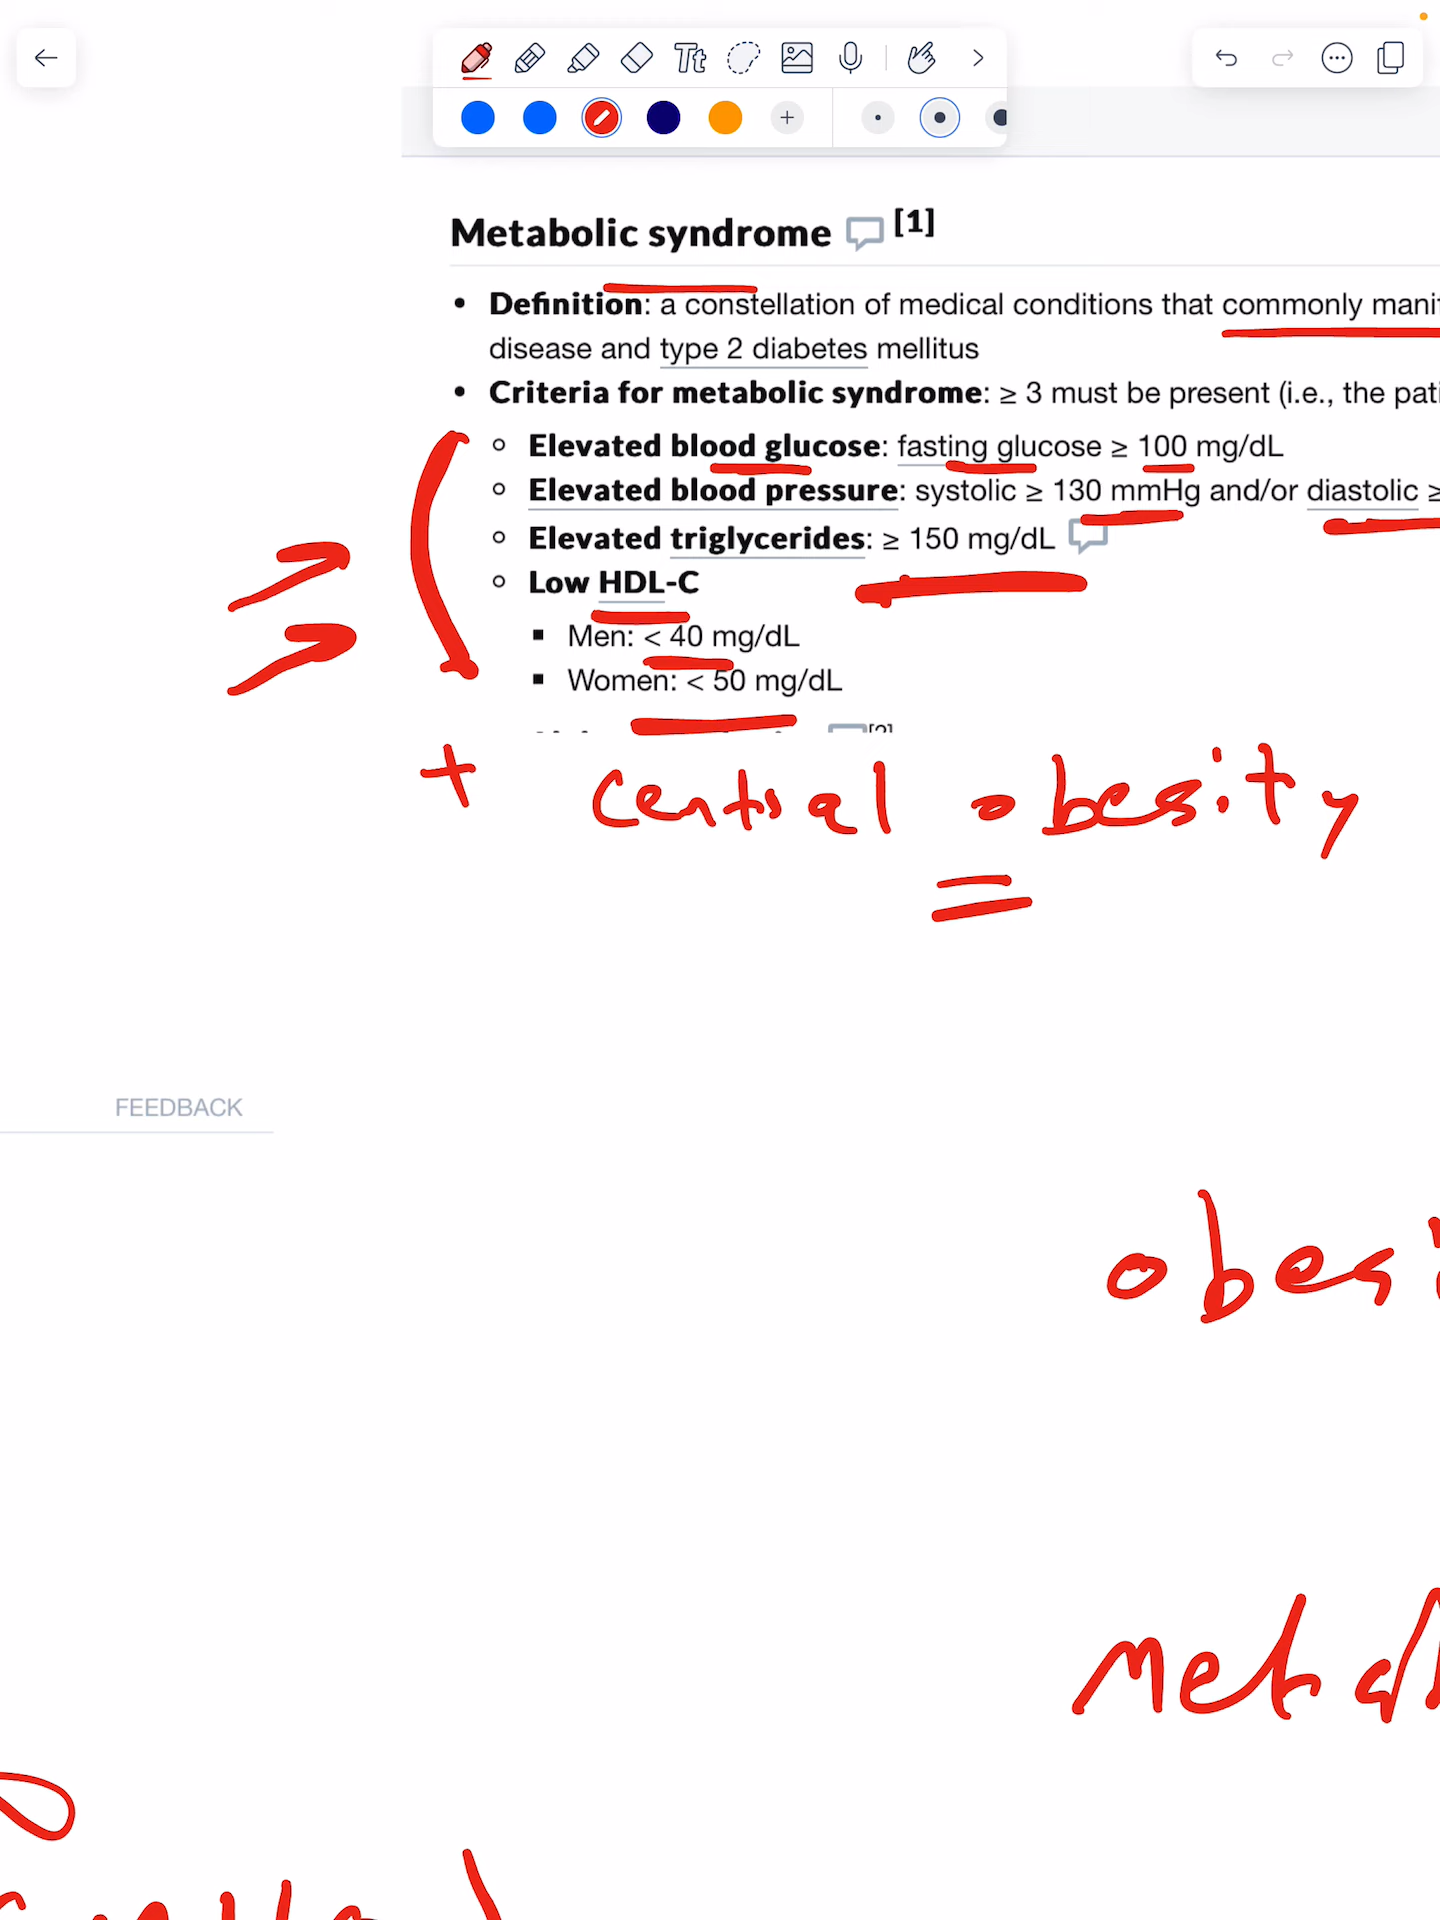 Tt
Metabolic syndrome [1]
• Definition: a constellation of medical conditions that commonly mani
disease and type 2 diabetes mellitus
• Criteria for metabolic syndrome: ≥ 3 must be present (i.e., the pati
Elevated blood glucose: fasting glucose ≥ 100 mg/dL
Elevated blood pressure: systolic ≥ 130 mmHg and/or diastolic ≥
Elevated triglycerides: ≥ 150 mg/dL
Low HDL-C
Men: < 40 mg/dL
Women: < 50 mg/dL
+ central obesity
FEEDBACK
obesi
Metab